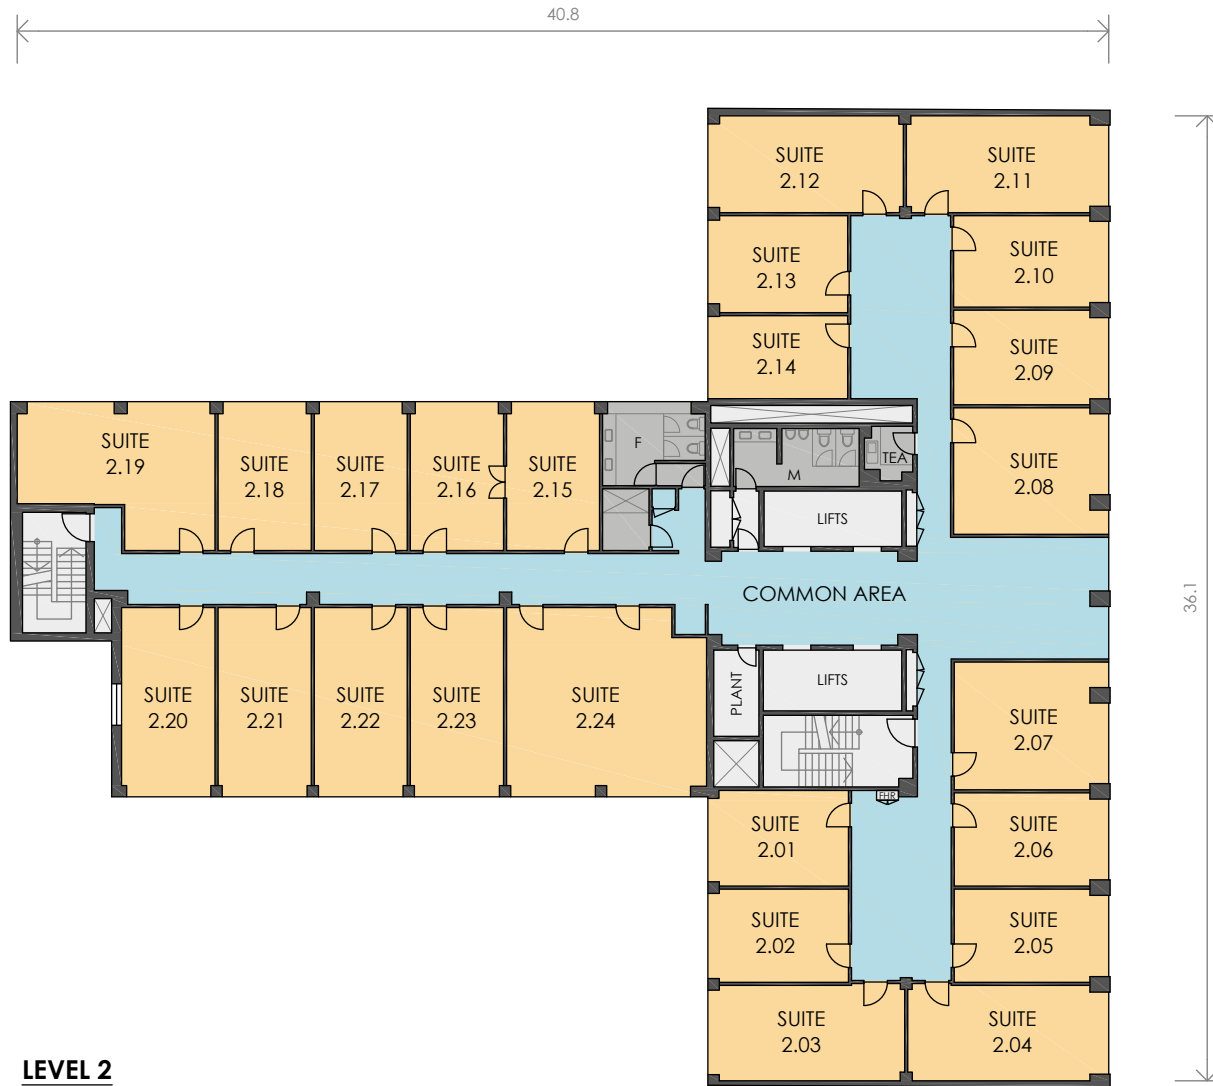 40.8
36.1
SUITE
2.12
SUITE
2.11
SUITE
2.13
SUITE
2.10
SUITE
2.14
SUITE
2.09
SUITE
2.19
SUITE
2.18
SUITE
2.17
SUITE
2.16
SUITE
2.15
F
M
TEA
SUITE
2.08
LIFTS
COMMON AREA
SUITE
2.20
SUITE
2.21
SUITE
2.22
SUITE
2.23
SUITE
2.24
PLANT
LIFTS
SUITE
2.07
FHR
SUITE
2.01
SUITE
2.06
SUITE
2.02
SUITE
2.05
SUITE
2.03
SUITE
2.04
LEVEL 2